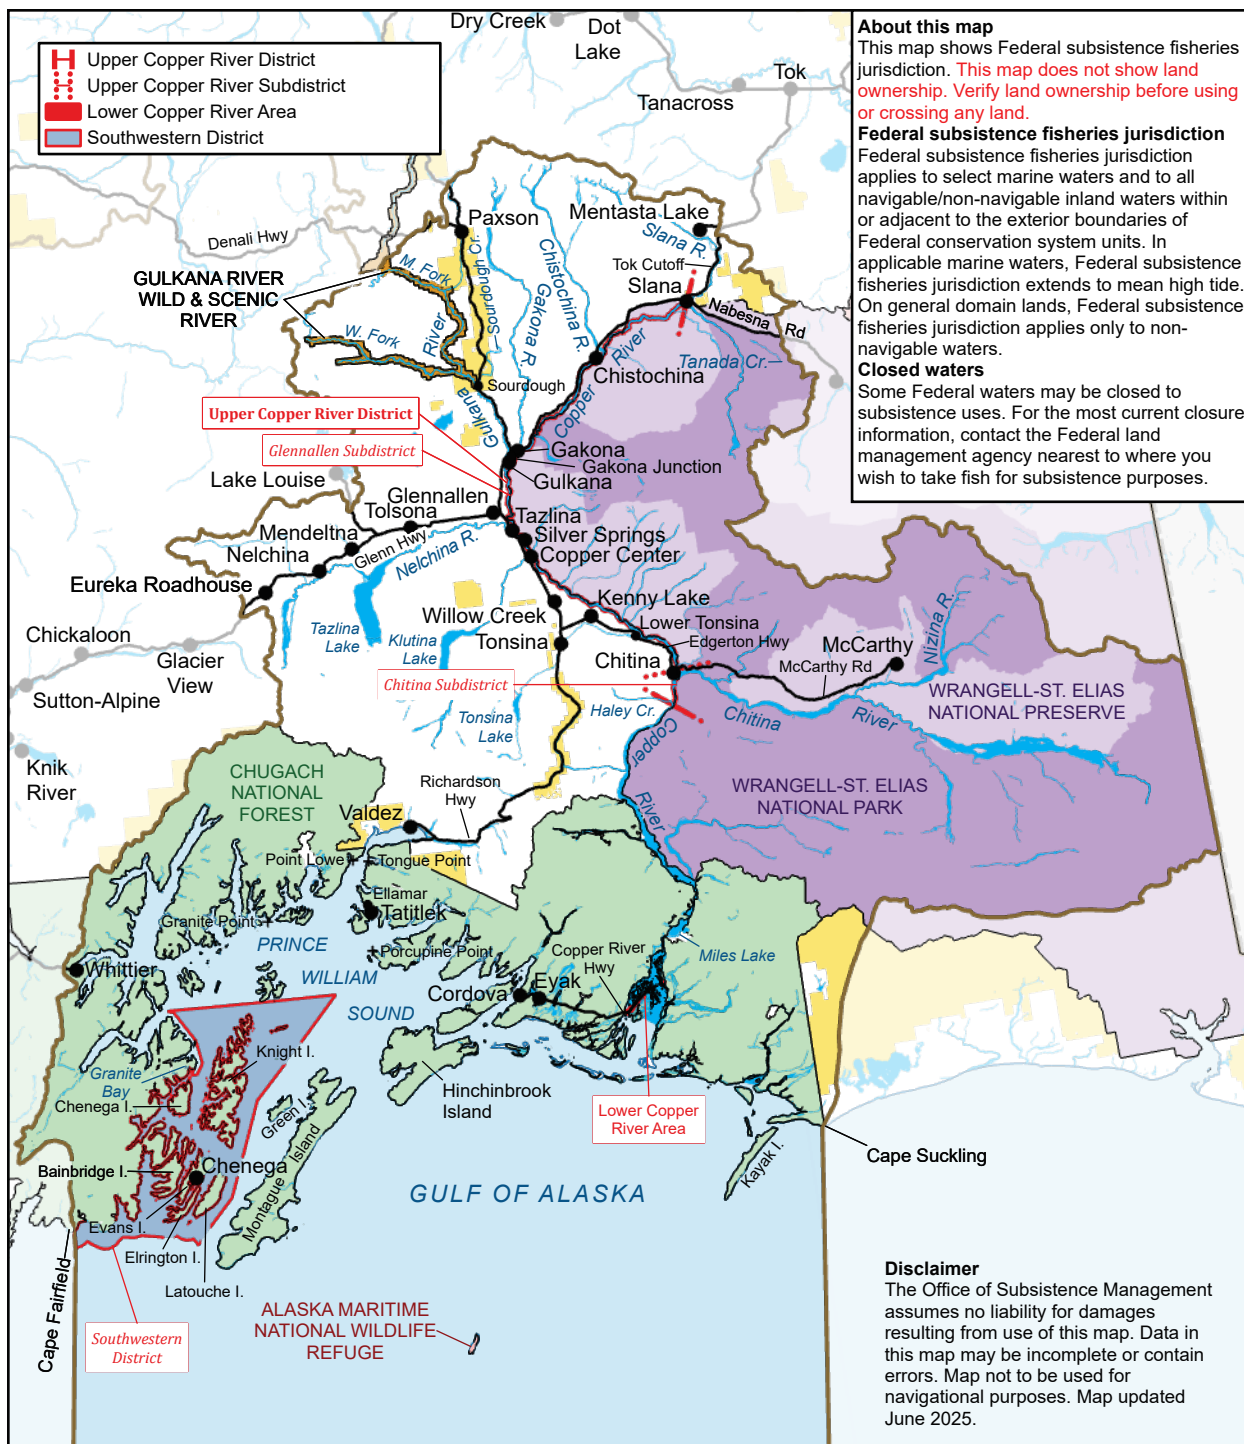 Dry Creek
Dot
Lake
Tok
Tanacross
Upper Copper River District
Upper Copper River Subdistrict
Lower Copper River Area
Southwestern District
About this map
This map shows Federal subsistence fisheries
jurisdiction. This map does not show land
ownership. Verify land ownership before using
or crossing any land.
Federal subsistence fisheries jurisdiction
Federal subsistence fisheries jurisdiction
applies to select marine waters and to all
navigable/non-navigable inland waters within
or adjacent to the exterior boundaries of
Federal conservation system units. In
applicable marine waters, Federal subsistence
fisheries jurisdiction extends to mean high tide.
On general domain lands, Federal subsistence
fisheries jurisdiction applies only to non-
navigable waters.
Closed waters
Some Federal waters may be closed to
subsistence uses. For the most current closure
information, contact the Federal land
management agency nearest to where you
wish to take fish for subsistence purposes.
Paxson
Mentasta Lake
Slana R.
Denali Hwy
Tok Cutoff
Slana
Nabesna Rd
GULKANA RIVER
WILD & SCENIC
RIVER
M. Fork
W. Fork
River
Sourdough Cr.
Gakona R.
Chistochina R.
Copper River
Tanada Cr.
Chistochina
Sourdough
Gulkana
Upper Copper River District
Glennallen Subdistrict
Gakona
Gakona Junction
Gulkana
Lake Louise
Glennallen
Tolsona
Mendeltna
Nelchina
Glenn Hwy
Nelchina R.
Tazlina
Silver Springs
Copper Center
Eureka Roadhouse
Willow Creek
Tonsina
Kenny Lake
Lower Tonsina
Edgerton Hwy
Chickaloon
Glacier
View
Sutton-Alpine
Tazlina
Lake
Klutina
Lake
Chitina
McCarthy
McCarthy Rd
Nizina R.
Chitina Subdistrict
Haley Cr.
Tonsina
Lake
Copper
River
Chitina
River
WRANGELL-ST. ELIAS
NATIONAL PRESERVE
WRANGELL-ST. ELIAS
NATIONAL PARK
Knik
River
CHUGACH
NATIONAL
FOREST
Richardson
Hwy
Valdez
Point Lowe
Tongue Point
Ellamar
Tatitlek
Granite Point
PRINCE
WILLIAM
SOUND
Porcupine Point
Whittier
Copper River
Hwy
Miles Lake
Cordova
Eyak
Granite
Bay
Knight I.
Chenega I.
Green I.
Hinchinbrook
Island
Lower Copper
River Area
Bainbridge I.
Chenega
Montague Island
Kayak I.
Cape Suckling
GULF OF ALASKA
Evans I.
Elrington I.
Latouche I.
Cape Fairfield
Southwestern
District
ALASKA MARITIME
NATIONAL WILDLIFE
REFUGE
Disclaimer
The Office of Subsistence Management
assumes no liability for damages
resulting from use of this map. Data in
this map may be incomplete or contain
errors. Map not to be used for
navigational purposes. Map updated
June 2025.